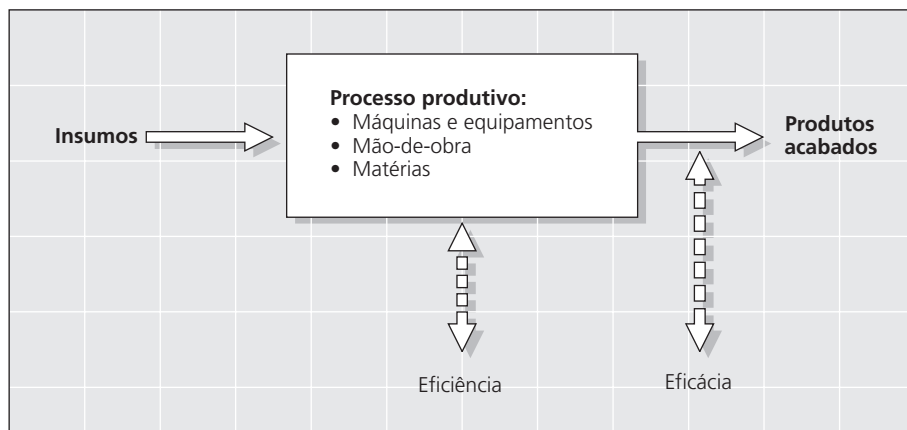 Insumos
Processo produtivo:
• Máquinas e equipamentos
• Mão-de-obra
• Matérias
Produtos
acabados
Eficiência
Eficácia